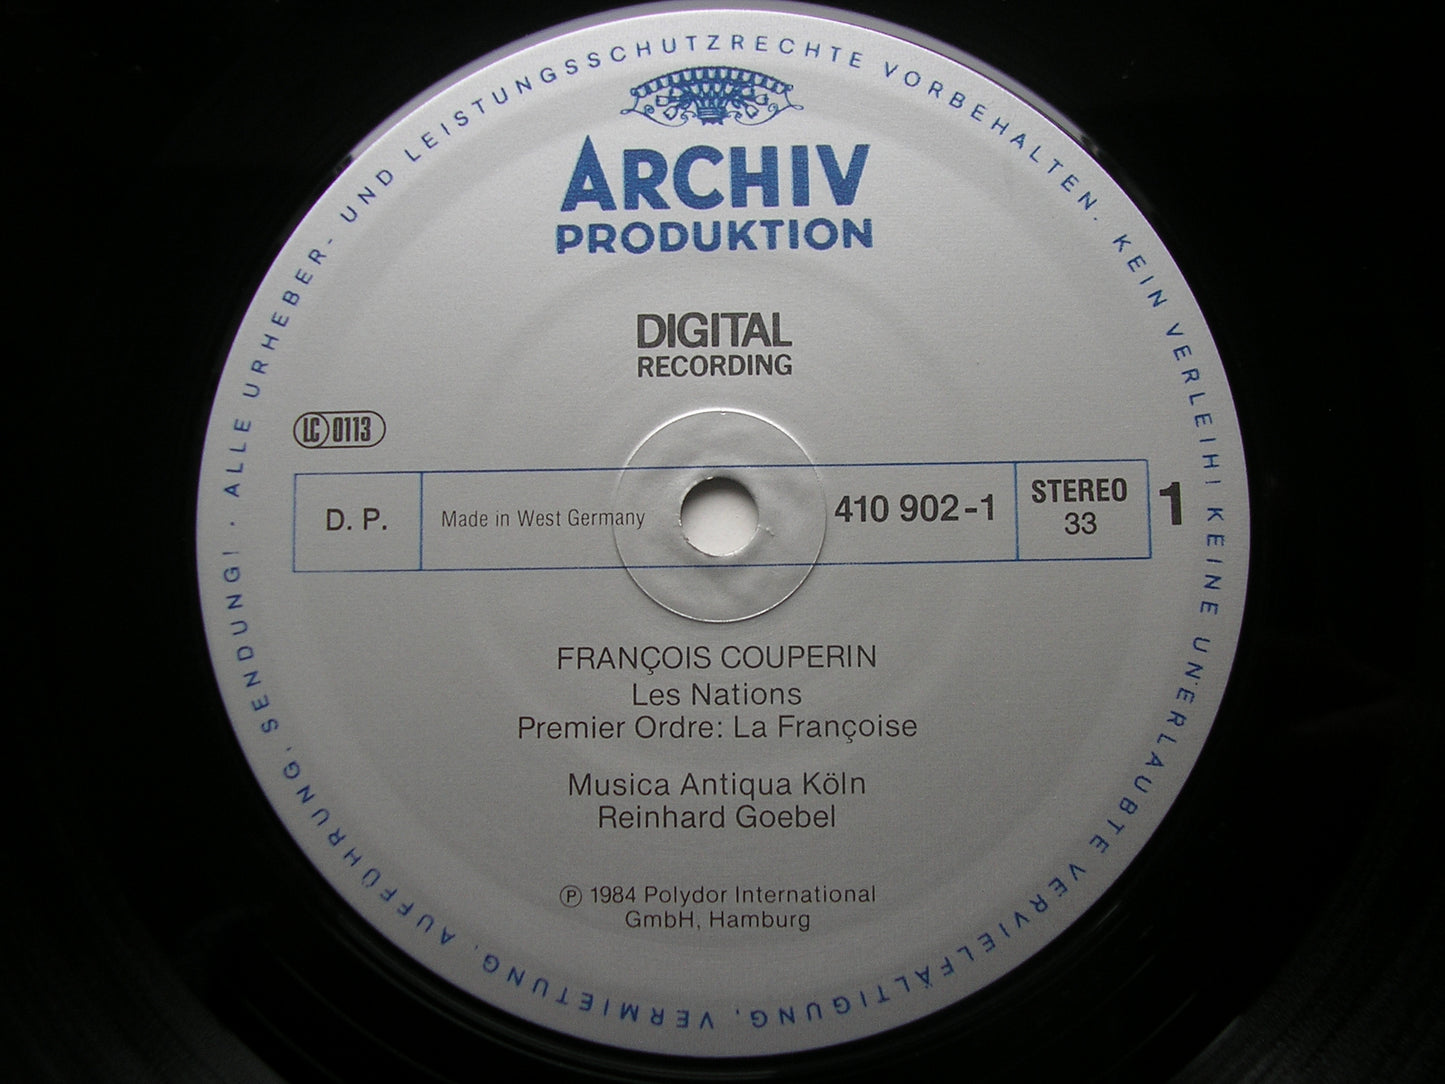 ALLE URHEBER- UND LEISTUNGSSCHUTZRECHTE VORBEHALTEN. KEIN VERLEIH! KEINE UNERLAUBTE VERVIELFÄLTIGUNG, VERMIETUNG, AUFFÜHRUNG, SENDUNG! ·
ARCHIV
PRODUKTION
DIGITAL
RECORDING
LC 0113
D. P.
Made in West Germany
410 902-1
STEREO
33
1
FRANÇOIS COUPERIN
Les Nations
Premier Ordre: La Françoise
Musica Antiqua Köln
Reinhard Goebel
℗ 1984 Polydor International
GmbH, Hamburg